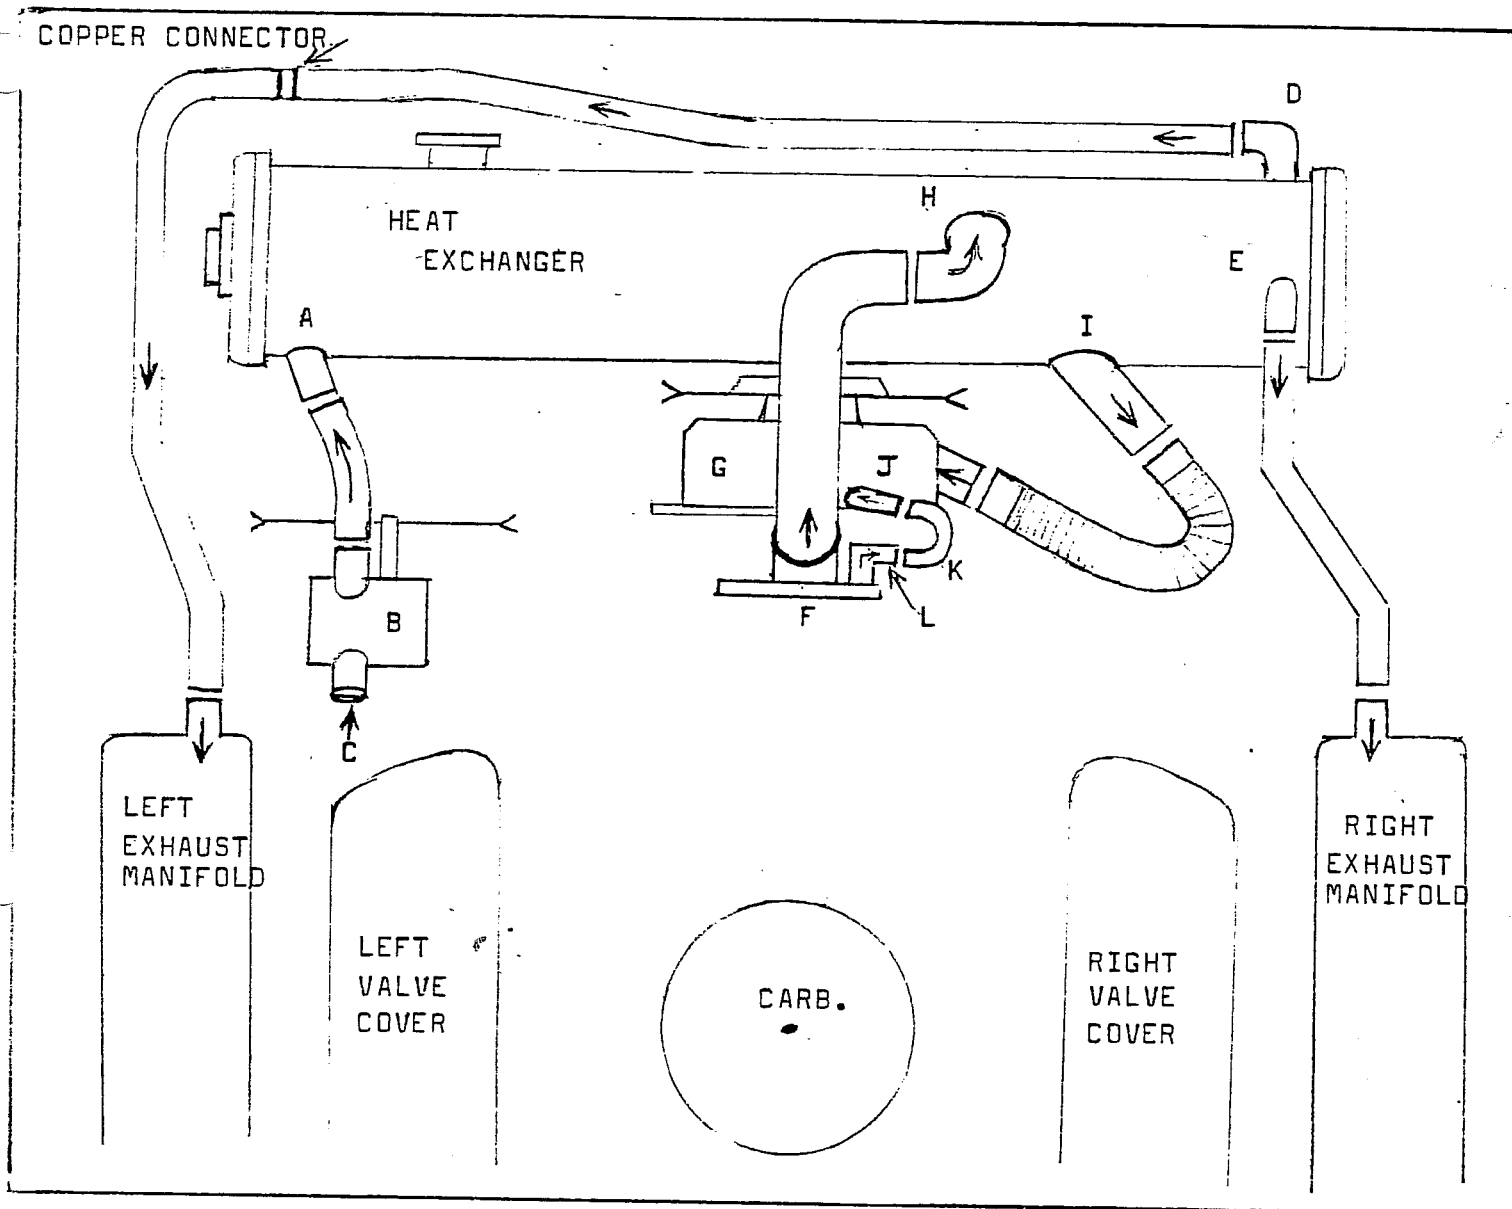 COPPER CONNECTOR
D
H
HEAT
EXCHANGER
E
A
I
G
J
K
B
F
L
C
LEFT
EXHAUST
MANIFOLD
RIGHT
EXHAUST
MANIFOLD
LEFT
VALVE
COVER
RIGHT
VALVE
COVER
CARB.